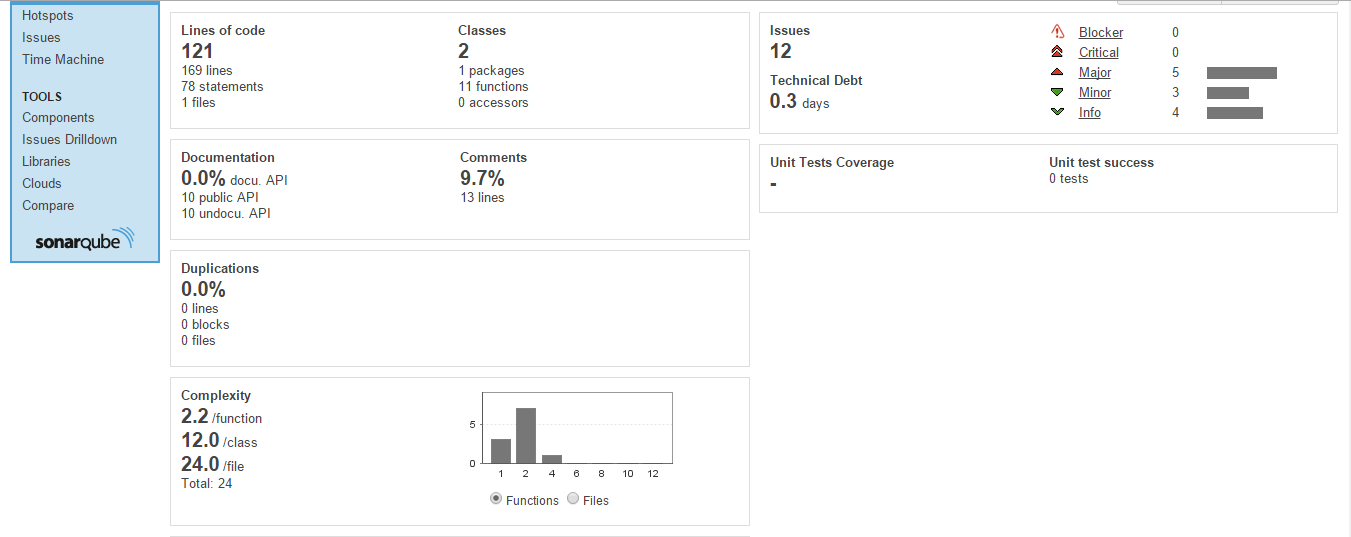 Hotspots
Issues
Time Machine
TOOLS
Components
Issues Drilldown
Libraries
Clouds
Compare
sonarqube
Lines of code
121
169 lines
78 statements
1 files
Classes
2
1 packages
11 functions
0 accessors
Documentation
0.0% docu. API
10 public API
10 undocu. API
Comments
9.7%
13 lines
Duplications
0.0%
0 lines
0 blocks
0 files
Complexity
2.2 /function
12.0 /class
24.0 /file
Total: 24
5
0
1 2 4 6 8 10 12
Functions Files
Issues
12
Technical Debt
0.3 days
Blocker 0
Critical 0
Major 5
Minor 3
Info 4
Unit Tests Coverage
-
Unit test success
0 tests